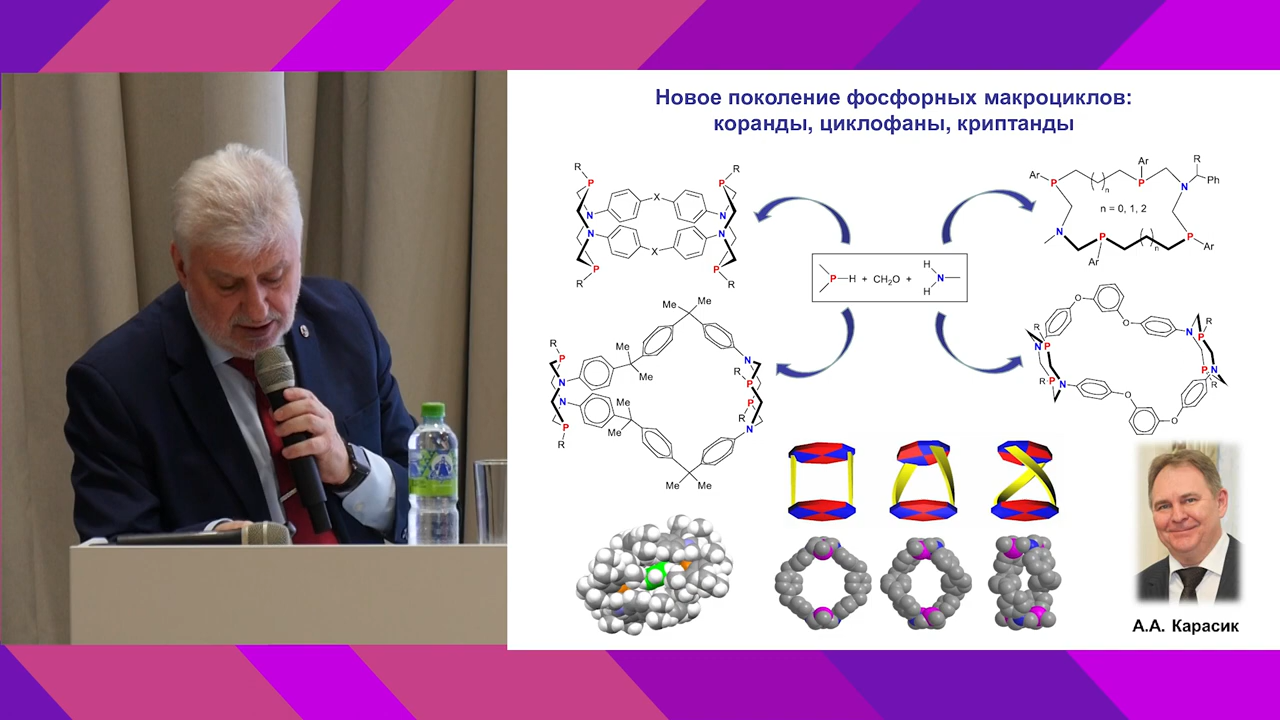 Новое поколение фосфорных макроциклов:
коранды, циклофаны, криптанды
R
P
R
P
N
X
N
N
X
N
P
R
P
R
Ar
P
n
Ar
P
N
R
Ph
n = 0, 1, 2
N
P
Ar
n
P
Ar
P—H + CH2O +
H
N
H
Me
Me
R
P
N
N
P
R
Me
Me
Me
Me
Me
Me
N
R
P
P
R
N
O
O
N
R
P
N
P
R
R
N
P
R
P
N
O
O
А.А. Карасик